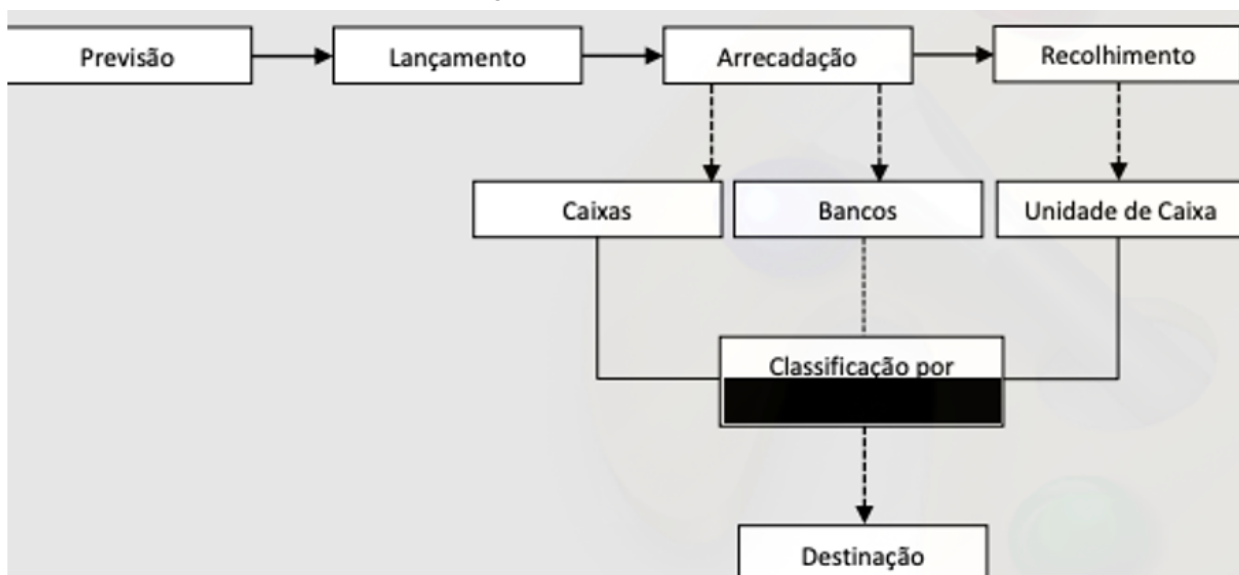 Previsão
Lançamento
Arrecadação
Recolhimento
Caixas
Bancos
Unidade de Caixa
Classificação por
Destinação